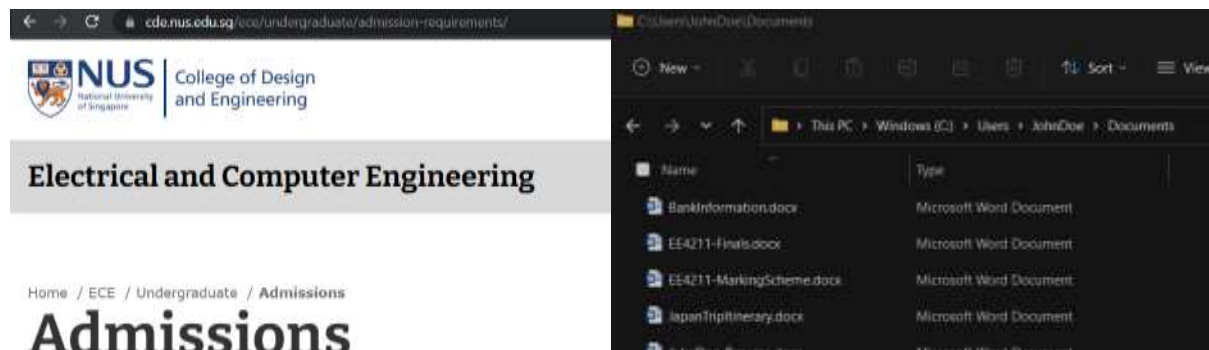 cde.nus.edu.sg/ece/undergraduate/admission-requirements/
NUS
National University
of Singapore
College of Design
and Engineering
Electrical and Computer Engineering
Home / ECE / Undergraduate / Admissions
Admissions
C:\Users\JohnDoe\Documents
New
Sort
View
This PC > Windows (C:) > Users > JohnDoe > Documents
Name Type
BankInformation.docx Microsoft Word Document
EE4211-Finals.docx Microsoft Word Document
EE4211-MarkingScheme.docx Microsoft Word Document
JapanTripItinerary.docx Microsoft Word Document